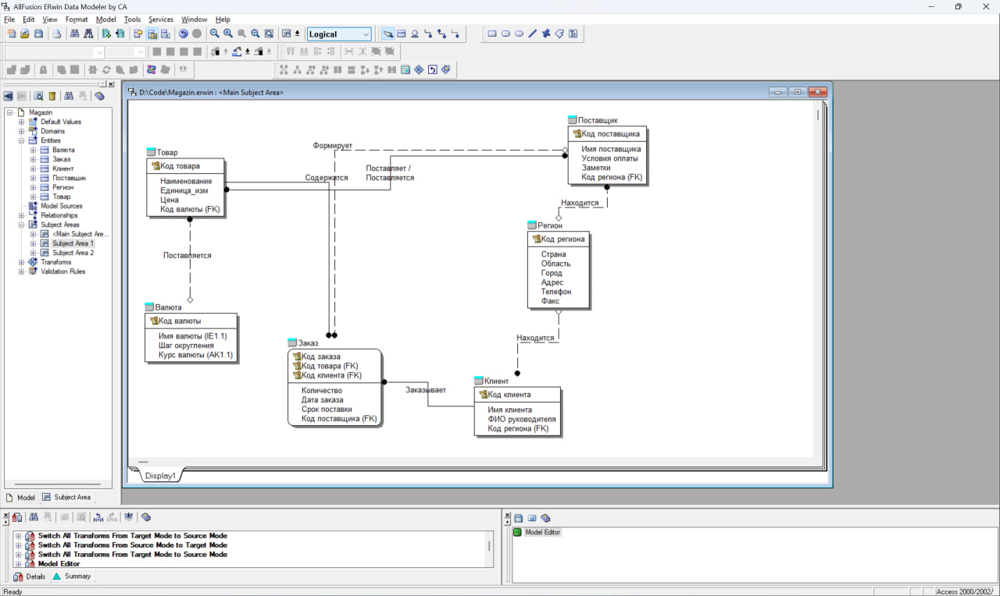 AllFusion ERwin Data Modeler by CA
File Edit View Format Model Tools Services Window Help
Logical
Magazin
Default Values
Domains
Entities
Валюта
Заказ
Клиент
Поставщик
Регион
Товар
Model Sources
Relationships
Subject Areas
<Main Subject Are...
Subject Area 1
Subject Area 2
Transforms
Validation Rules
Model Subject Area
D:\Code\Magazin.erwin : <Main Subject Area>
Поставщик
Код поставщика
Имя поставщика
Условия оплаты
Заметки
Код региона (FK)
Формирует
Товар
Код товара
Наименование
Единица_изм
Цена
Код валюты (FK)
Поставляет /
Поставляется
Содержится
Находится
Регион
Код региона
Страна
Область
Город
Адрес
Телефон
Факс
Поставляется
Валюта
Код валюты
Имя валюты (IE1.1)
Шаг округления
Курс валюты (AK1.1)
Находится
Заказ
Код заказа
Код товара (FK)
Код клиента (FK)
Количество
Дата заказа
Срок поставки
Код поставщика (FK)
Заказывает
Клиент
Код клиента
Имя клиента
ФИО руководителя
Код региона (FK)
Display1
Switch All Transforms From Target Mode to Source Mode
Switch All Transforms From Source Mode to Target Mode
Switch All Transforms From Target Mode to Source Mode
Model Editor
Details Summary
Model Editor
Ready
Access 2000/2002/